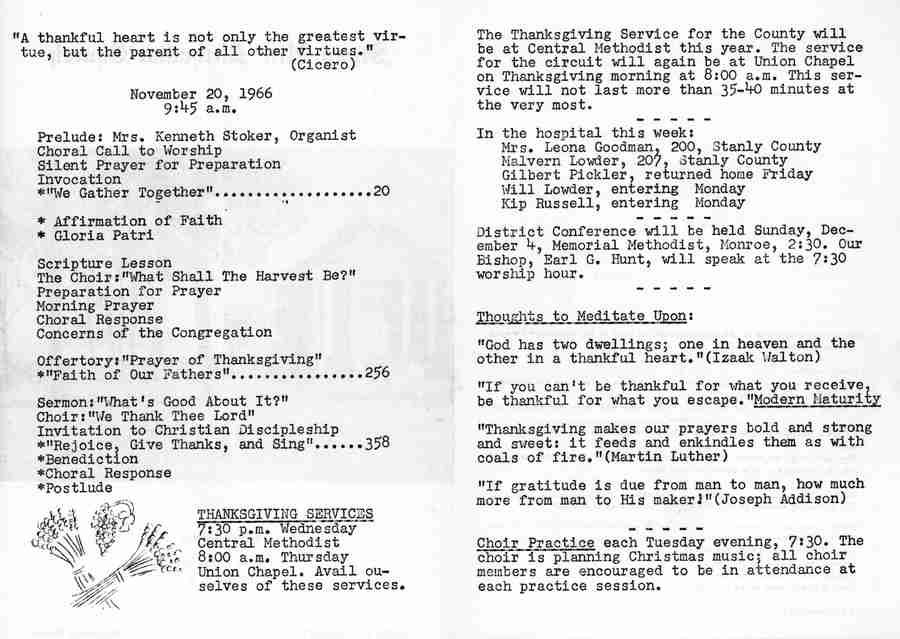 "A thankful heart is not only the greatest vir-
tue, but the parent of all other virtues."
(Cicero)
November 20, 1966
9:45 a.m.
Prelude: Mrs. Kenneth Stoker, Organist
Choral Call to Worship
Silent Prayer for Preparation
Invocation
*"We Gather Together"...................20
* Affirmation of Faith
* Gloria Patri
Scripture Lesson
The Choir:"What Shall The Harvest Be?"
Preparation for Prayer
Morning Prayer
Choral Response
Concerns of the Congregation
Offertory:"Prayer of Thanksgiving"
*"Faith of Our Fathers"................256
Sermon:"What's Good About It?"
Choir:"We Thank Thee Lord"
Invitation to Christian Discipleship
*"Rejoice, Give Thanks, and Sing"......358
*Benediction
*Choral Response
*Postlude
THANKSGIVING SERVICES
7:30 p.m. Wednesday
Central Methodist
8:00 a.m. Thursday
Union Chapel. Avail ou-
selves of these services.
The Thanksgiving Service for the County will
be at Central Methodist this year. The service
for the circuit will again be at Union Chapel
on Thanksgiving morning at 8:00 a.m. This ser-
vice will not last more than 35-40 minutes at
the very most.
- - - - -
In the hospital this week:
Mrs. Leona Goodman, 200, Stanly County
Malvern Lowder, 207, Stanly County
Gilbert Pickler, returned home Friday
Will Lowder, entering Monday
Kip Russell, entering Monday
- - - - -
District Conference will be held Sunday, Dec-
ember 4, Memorial Methodist, Monroe, 2:30. Our
Bishop, Earl G. Hunt, will speak at the 7:30
worship hour.
- - - - -
Thoughts to Meditate Upon:
"God has two dwellings; one in heaven and the
other in a thankful heart."(Izaak Walton)
"If you can't be thankful for what you receive,
be thankful for what you escape."Modern Maturity
"Thanksgiving makes our prayers bold and strong
and sweet: it feeds and enkindles them as with
coals of fire."(Martin Luther)
"If gratitude is due from man to man, how much
more from man to His maker!"(Joseph Addison)
- - - - -
Choir Practice each Tuesday evening, 7:30. The
choir is planning Christmas music; all choir
members are encouraged to be in attendance at
each practice session.